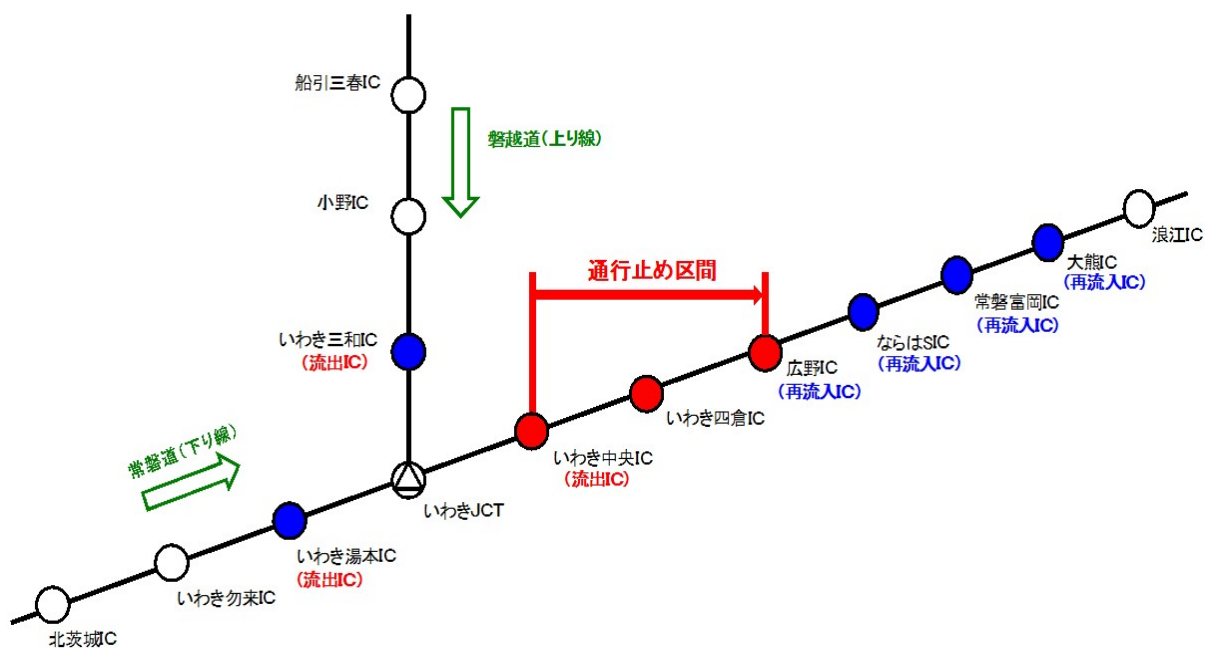 船引三春IC
磐越道(上り線)
小野IC
通行止め区間
浪江IC
大熊IC
(再流入IC)
常磐富岡IC
(再流入IC)
ならはSIC
(再流入IC)
いわき三和IC
(流出IC)
広野IC
(再流入IC)
いわき四倉IC
常磐道(下り線)
いわき中央IC
(流出IC)
いわきJCT
いわき湯本IC
(流出IC)
いわき勿来IC
北茨城IC